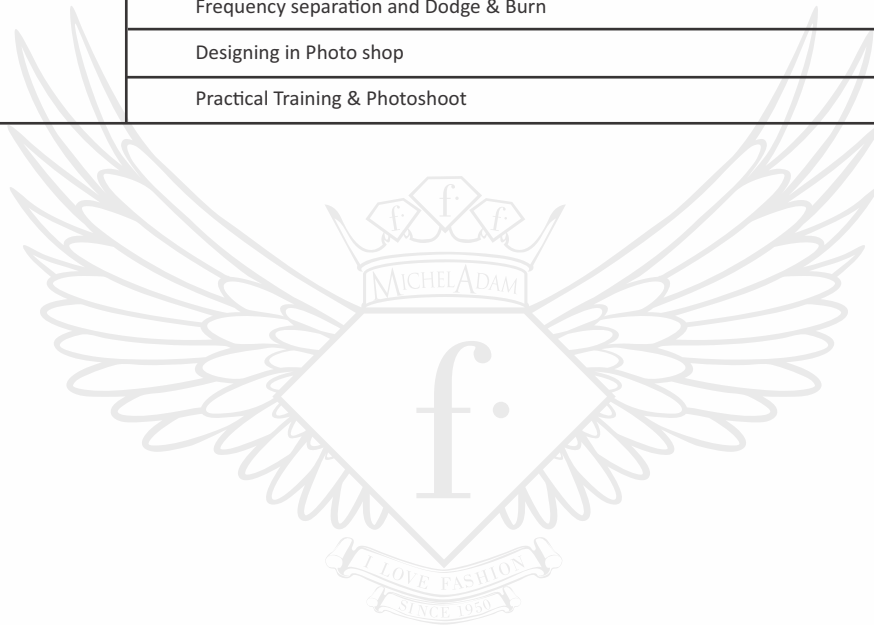 Frequency separation and Dodge & Burn
Designing in Photo shop
Practical Training & Photoshoot
f.
f. f.
MICHELADAM
f.
I LOVE FASHION
SINCE 1950